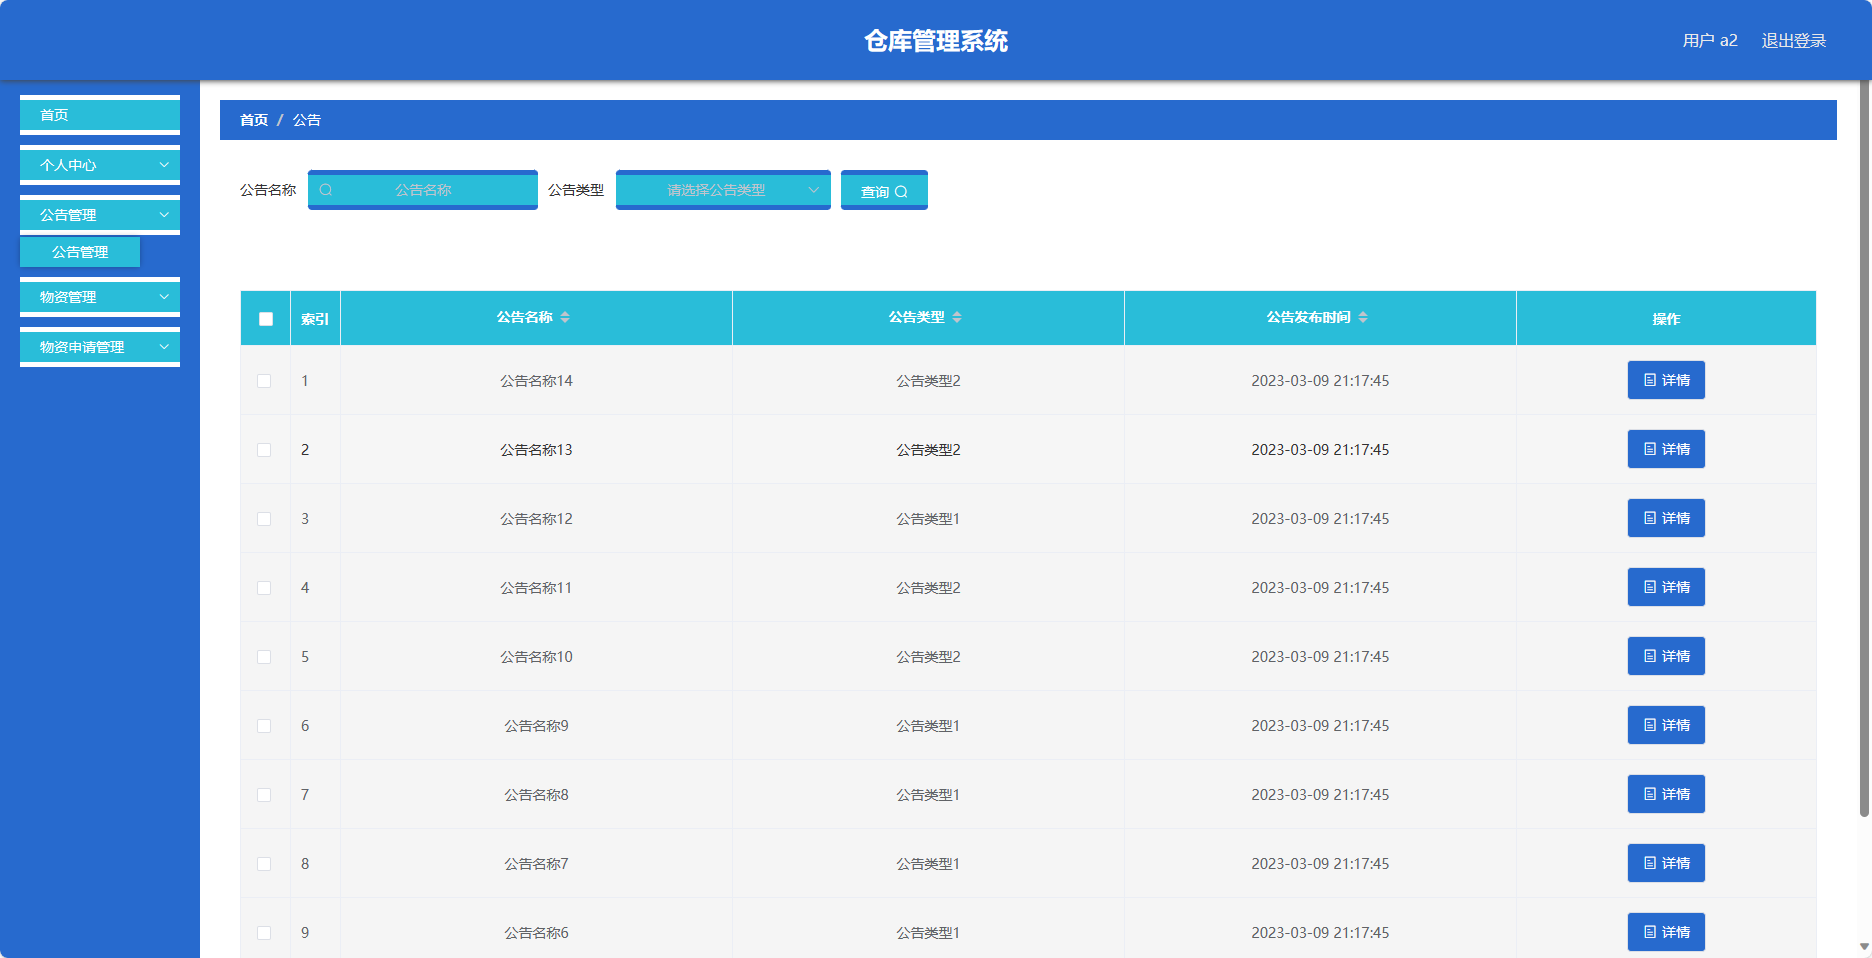 仓库管理系统
用户 a2 退出登录
首页
个人中心
公告管理
公告管理
物资管理
物资申请管理
首页 / 公告
公告名称 公告名称 公告类型 请选择公告类型 查询
索引 公告名称 公告类型 公告发布时间 操作
1 公告名称14 公告类型2 2023-03-09 21:17:45 详情
2 公告名称13 公告类型2 2023-03-09 21:17:45 详情
3 公告名称12 公告类型1 2023-03-09 21:17:45 详情
4 公告名称11 公告类型2 2023-03-09 21:17:45 详情
5 公告名称10 公告类型2 2023-03-09 21:17:45 详情
6 公告名称9 公告类型1 2023-03-09 21:17:45 详情
7 公告名称8 公告类型1 2023-03-09 21:17:45 详情
8 公告名称7 公告类型1 2023-03-09 21:17:45 详情
9 公告名称6 公告类型1 2023-03-09 21:17:45 详情